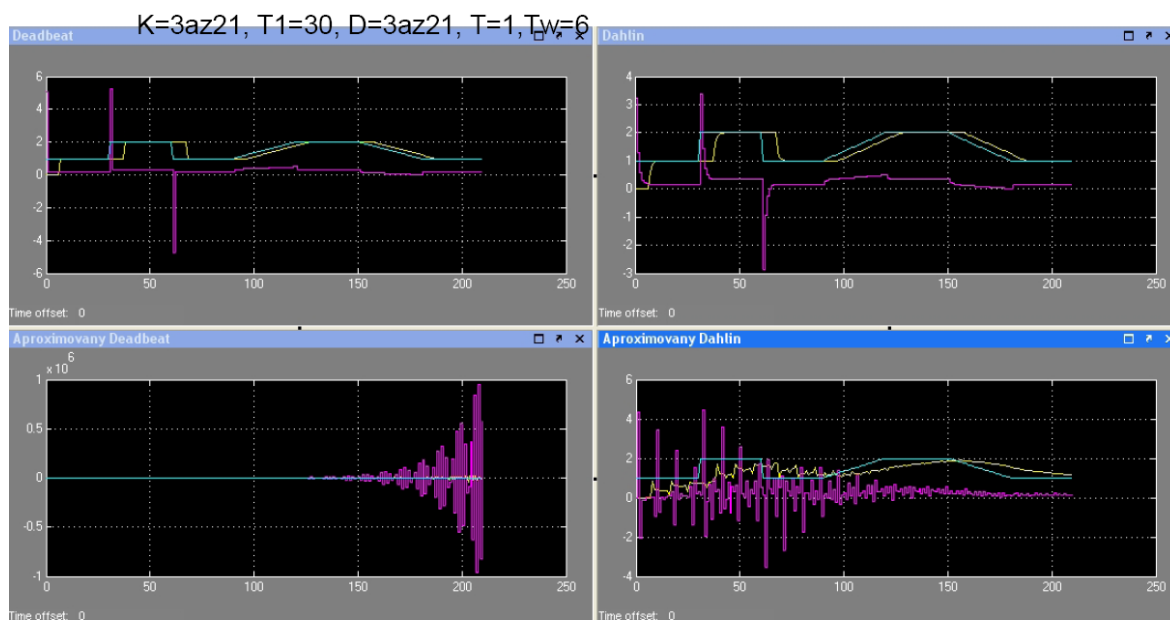 K=3az21, T1=30, D=3az21, T=1,Tw=6
Deadbeat
6
4
2
0
-2
-4
-6
0 50 100 150 200 250
Time offset: 0
Dahlin
4
3
2
1
0
-1
-2
-3
0 50 100 150 200 250
Time offset: 0
Aproximovany Deadbeat
x 10^6
1
0.5
0
-0.5
-1
0 50 100 150 200 250
Time offset: 0
Aproximovany Dahlin
6
4
2
0
-2
-4
0 50 100 150 200 250
Time offset: 0